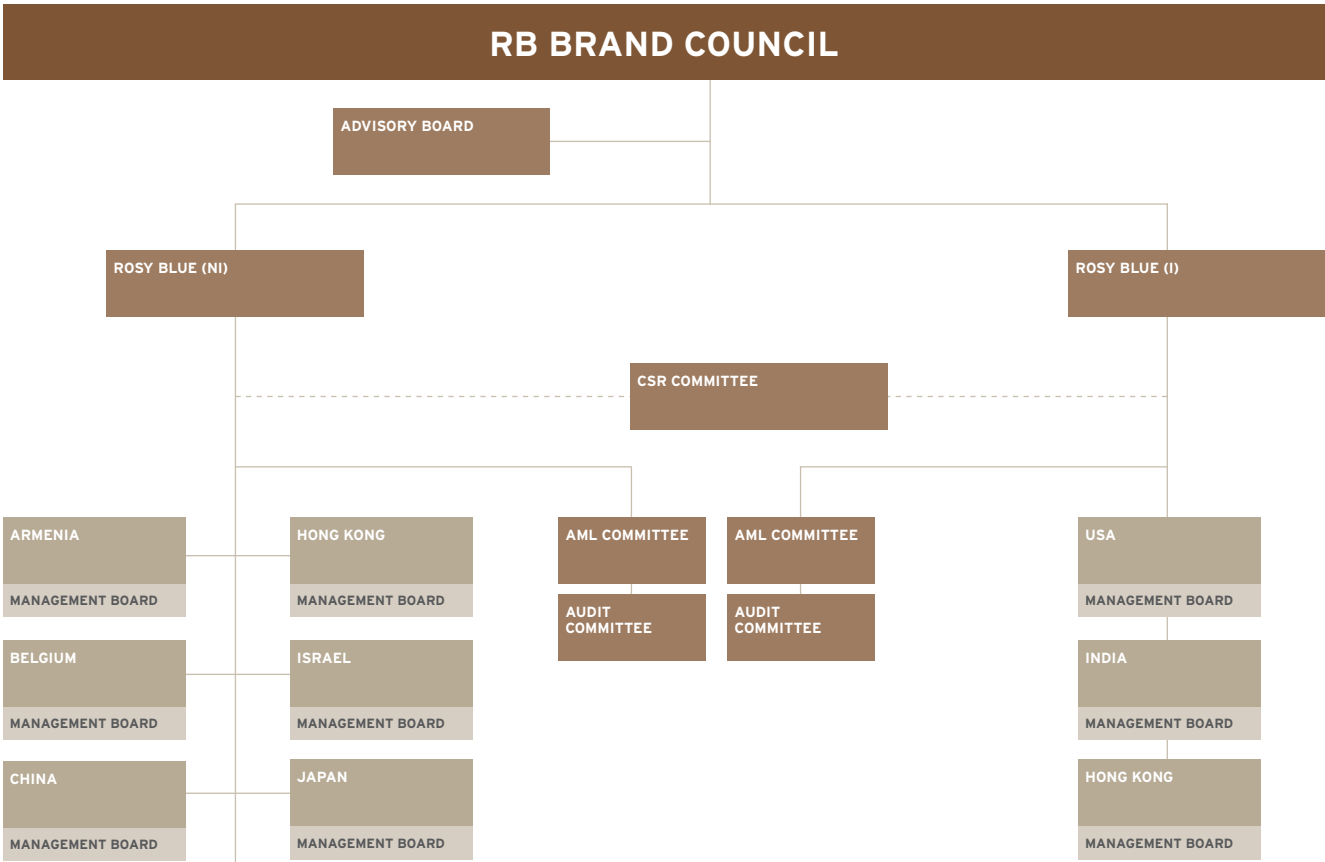 RB BRAND COUNCIL
ADVISORY BOARD
ROSY BLUE (NI)
ROSY BLUE (I)
CSR COMMITTEE
ARMENIA
MANAGEMENT BOARD
HONG KONG
MANAGEMENT BOARD
AML COMMITTEE
AUDIT
COMMITTEE
AML COMMITTEE
AUDIT
COMMITTEE
USA
MANAGEMENT BOARD
BELGIUM
MANAGEMENT BOARD
ISRAEL
MANAGEMENT BOARD
INDIA
MANAGEMENT BOARD
CHINA
MANAGEMENT BOARD
JAPAN
MANAGEMENT BOARD
HONG KONG
MANAGEMENT BOARD